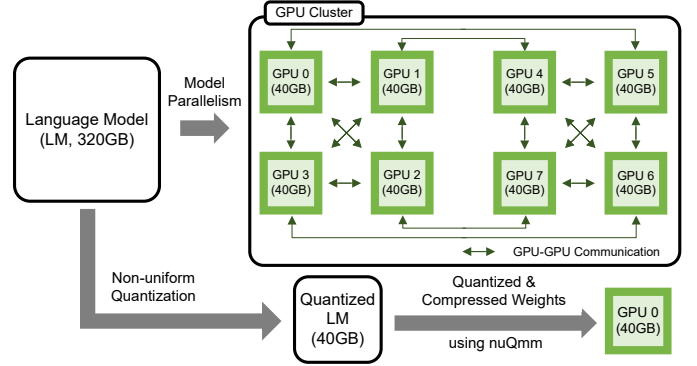 GPU Cluster
Language Model
(LM, 320GB)
Model
Parallelism
GPU 0
(40GB)
GPU 1
(40GB)
GPU 4
(40GB)
GPU 5
(40GB)
GPU 3
(40GB)
GPU 2
(40GB)
GPU 7
(40GB)
GPU 6
(40GB)
GPU-GPU Communication
Non-uniform
Quantization
Quantized
LM
(40GB)
Quantized &
Compressed Weights
using nuQmm
GPU 0
(40GB)